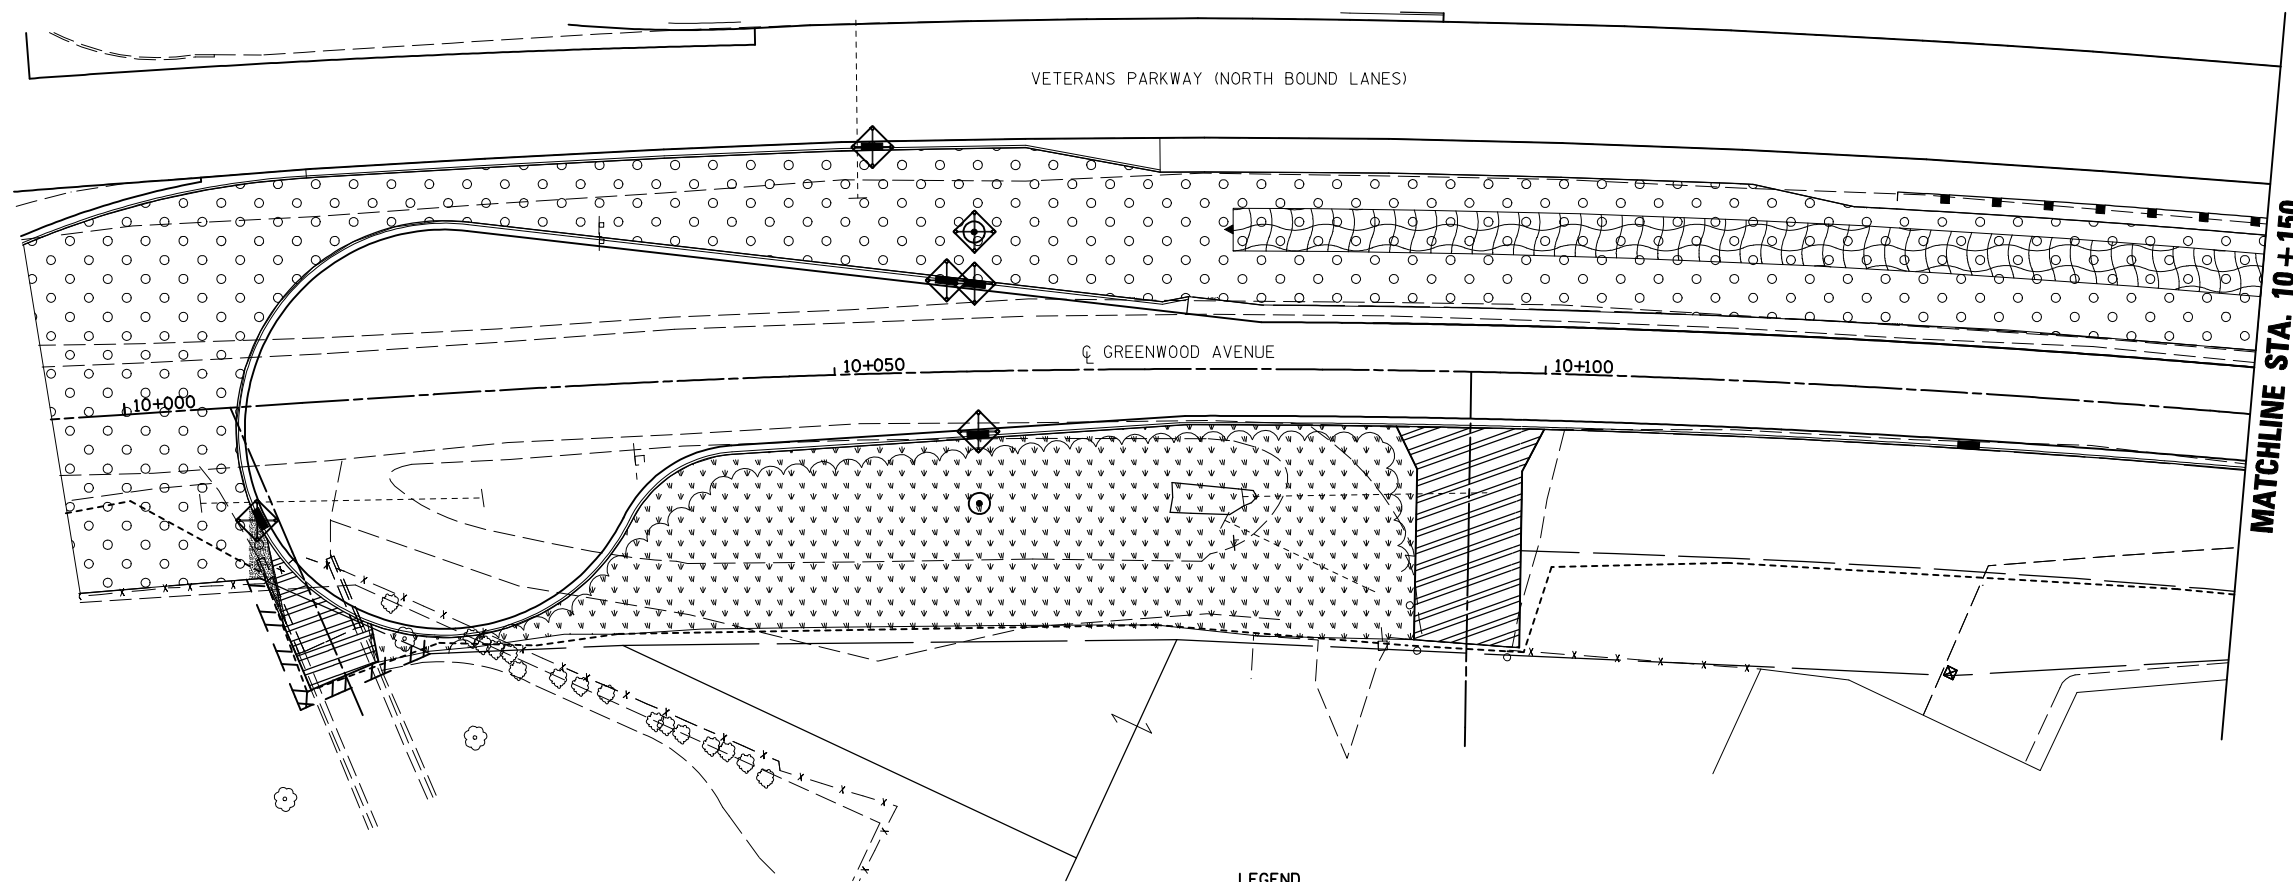 VETERANS PARKWAY (NORTH BOUND LANES)
℄ GREENWOOD AVENUE
10+000
10+050
10+100
MATCHLINE STA. 10+150
LEGEND